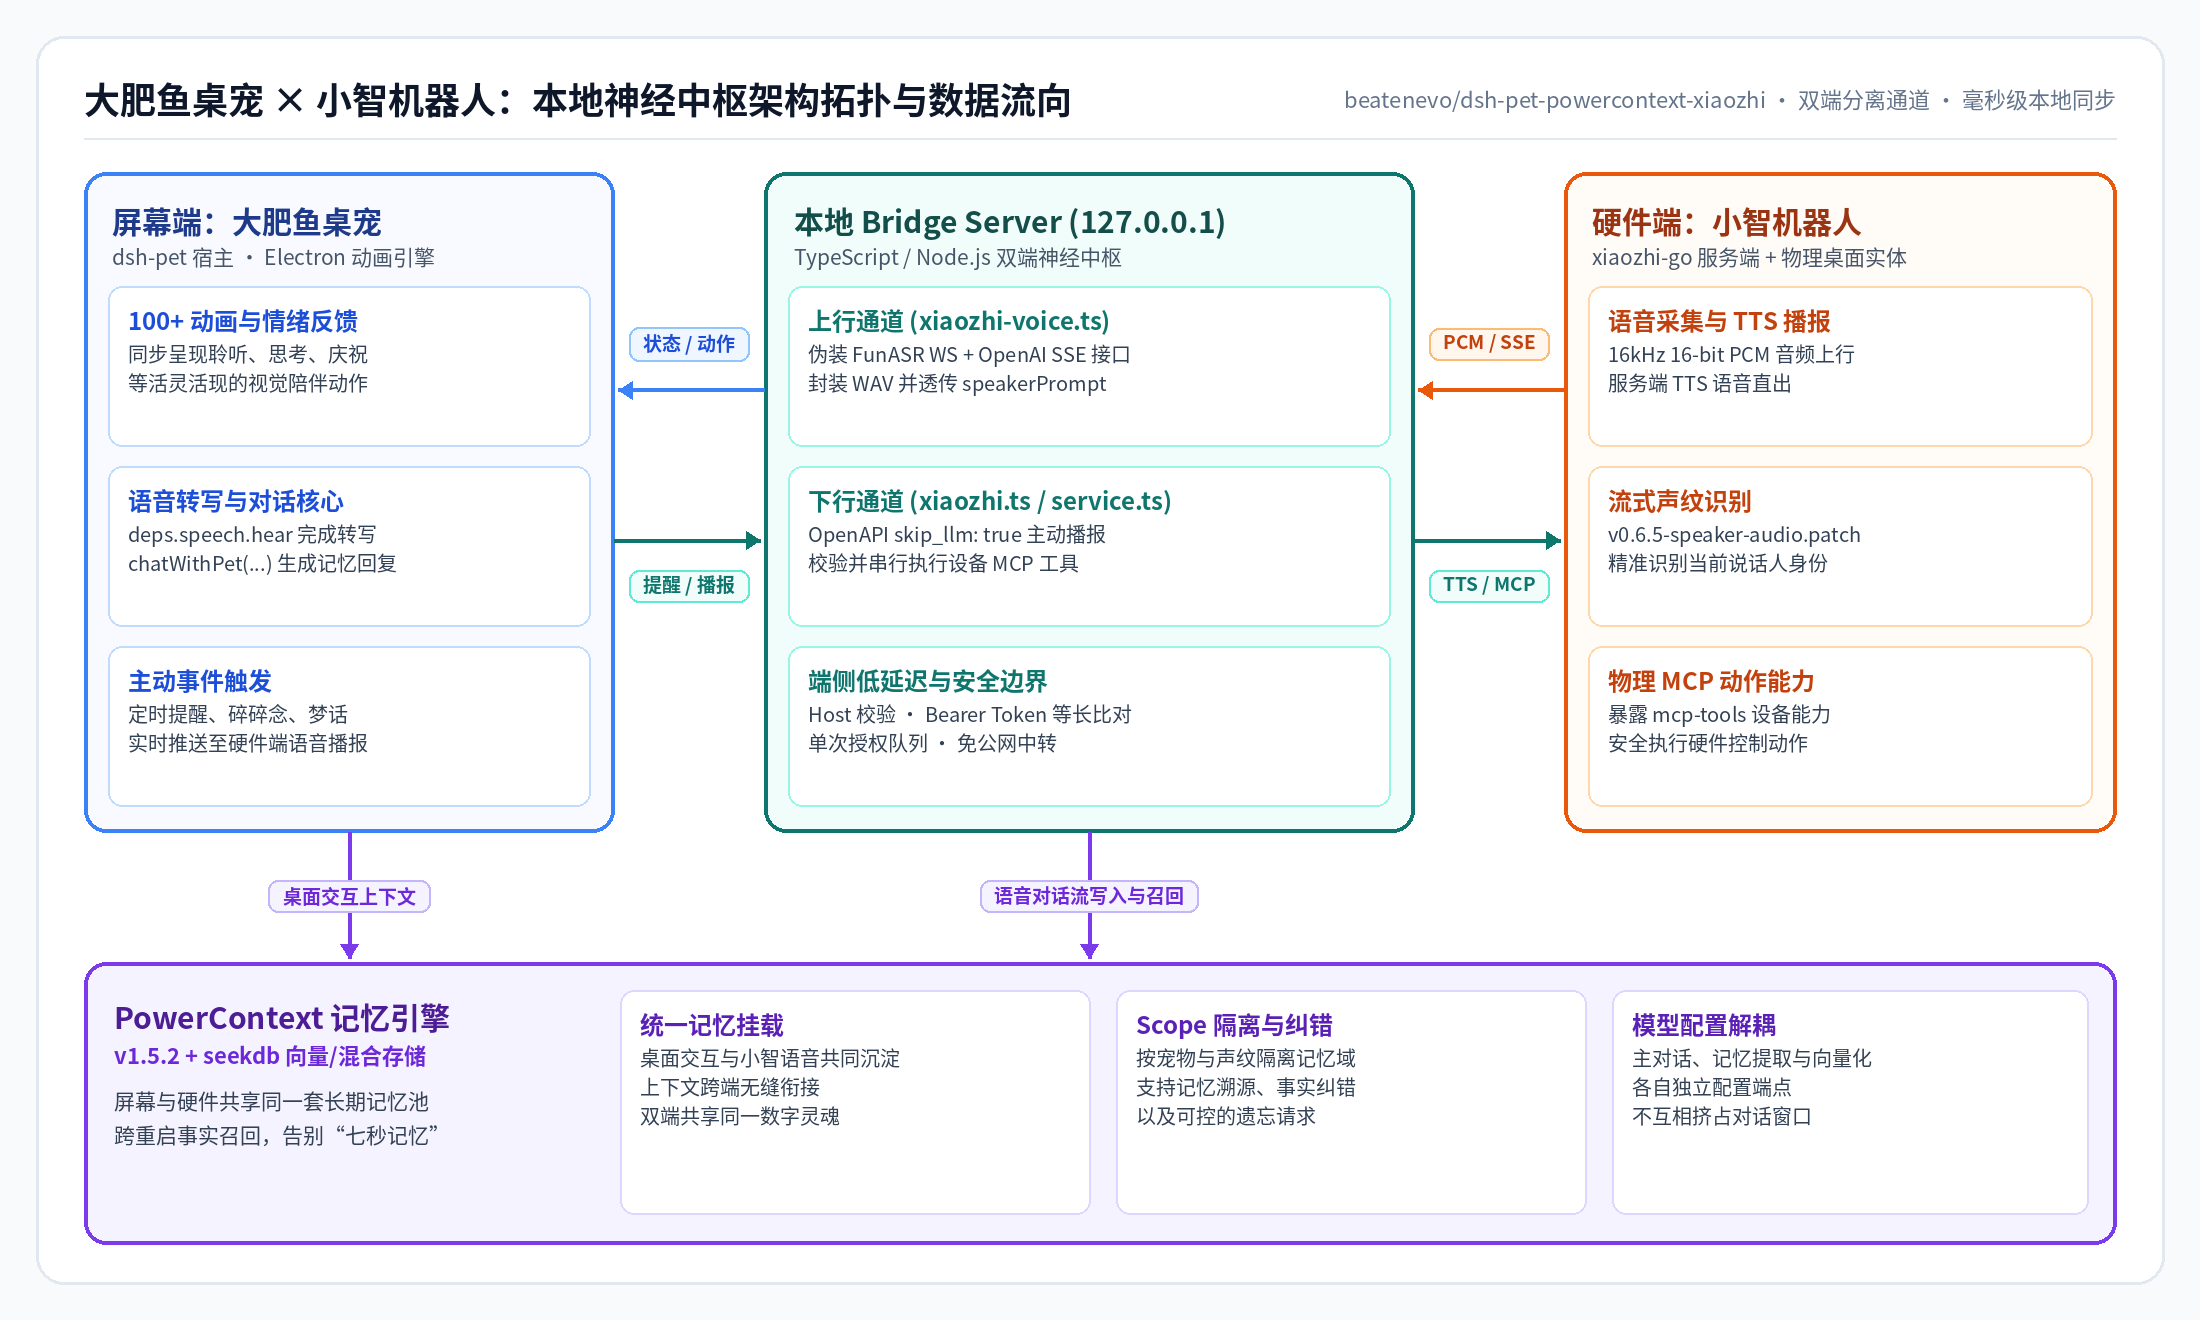 大肥鱼桌宠 × 小智机器人：本地神经中枢架构拓扑与数据流向
beatenevo/dsh-pet-powercontext-xiaozhi · 双端分离通道 · 毫秒级本地同步
屏幕端：大肥鱼桌宠
dsh-pet 宿主 · Electron 动画引擎
100+ 动画与情绪反馈
同步呈现聆听、思考、庆祝
等活灵活现的视觉陪伴动作
语音转写与对话核心
deps.speech.hear 完成转写
chatWithPet(...) 生成记忆回复
主动事件触发
定时提醒、碎碎念、梦话
实时推送至硬件端语音播报
状态 / 动作
提醒 / 播报
本地 Bridge Server (127.0.0.1)
TypeScript / Node.js 双端神经中枢
上行通道 (xiaozhi-voice.ts)
伪装 FunASR WS + OpenAI SSE 接口
封装 WAV 并透传 speakerPrompt
下行通道 (xiaozhi.ts / service.ts)
OpenAPI skip_llm: true 主动播报
校验并串行执行设备 MCP 工具
端侧低延迟与安全边界
Host 校验 · Bearer Token 等长比对
单次授权队列 · 免公网中转
PCM / SSE
TTS / MCP
硬件端：小智机器人
xiaozhi-go 服务端 + 物理桌面实体
语音采集与 TTS 播报
16kHz 16-bit PCM 音频上行
服务端 TTS 语音直出
流式声纹识别
v0.6.5-speaker-audio.patch
精准识别当前说话人身份
物理 MCP 动作能力
暴露 mcp-tools 设备能力
安全执行硬件控制动作
桌面交互上下文
语音对话流写入与召回
PowerContext 记忆引擎
v1.5.2 + seekdb 向量/混合存储
屏幕与硬件共享同一套长期记忆池
跨重启事实召回，告别“七秒记忆”
统一记忆挂载
桌面交互与小智语音共同沉淀
上下文跨端无缝衔接
双端共享同一数字灵魂
Scope 隔离与纠错
按宠物与声纹隔离记忆域
支持记忆溯源、事实纠错
以及可控的遗忘请求
模型配置解耦
主对话、记忆提取与向量化
各自独立配置端点
不互相挤占对话窗口